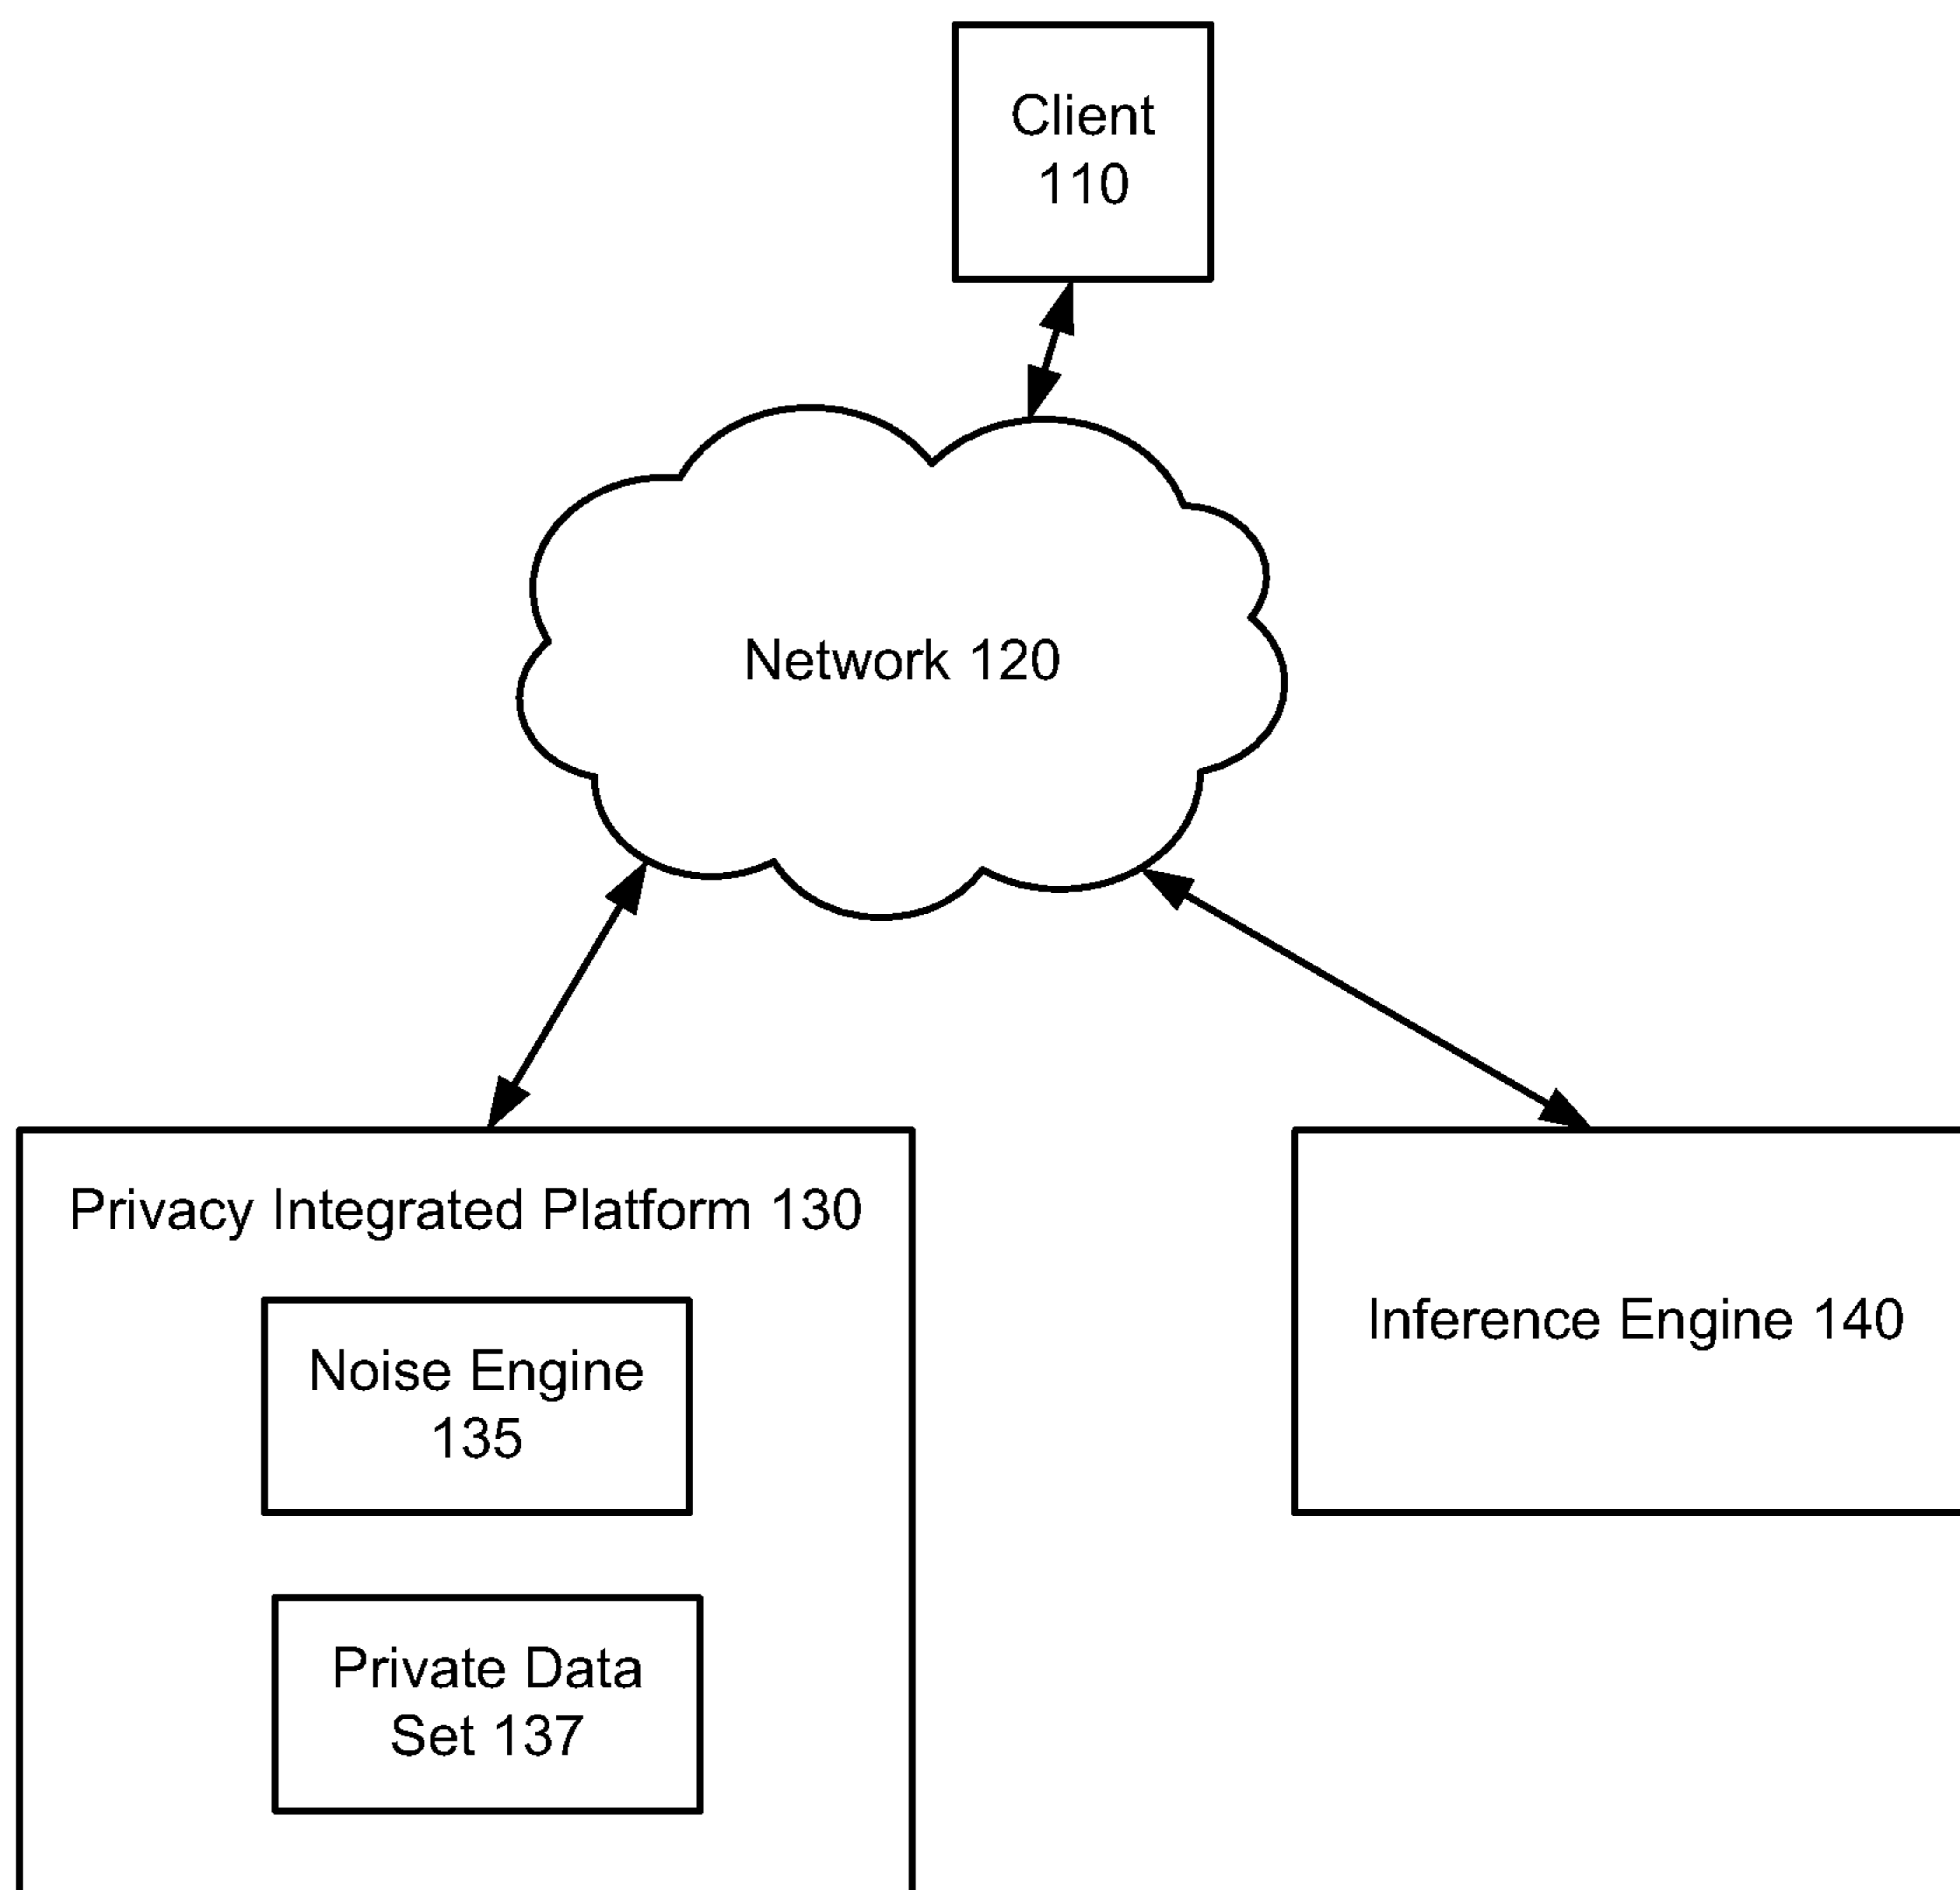 Client
110
Network 120
Privacy Integrated Platform 130
Noise Engine
135
Private Data
Set 137
Inference Engine 140